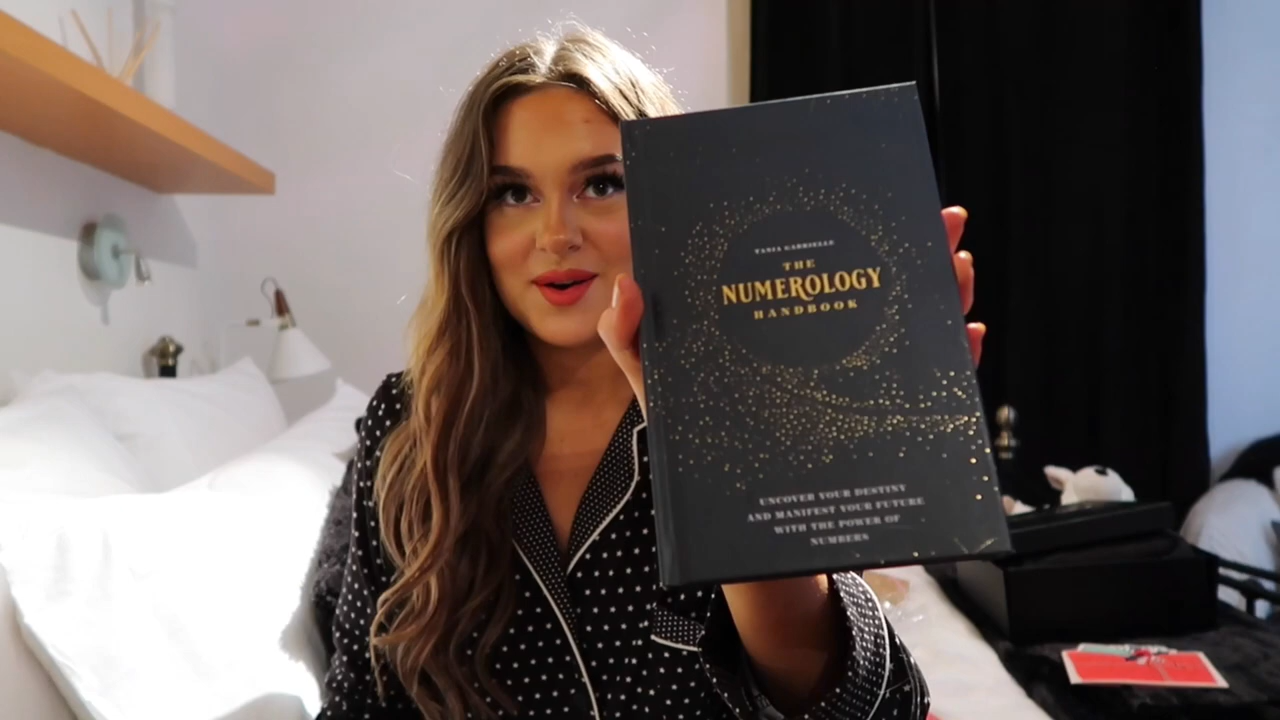 TANIA GABRIELLE
THE
NUMEROLOGY
HANDBOOK
UNCOVER YOUR DESTINY
AND MANIFEST YOUR FUTURE
WITH THE POWER OF
NUMBERS